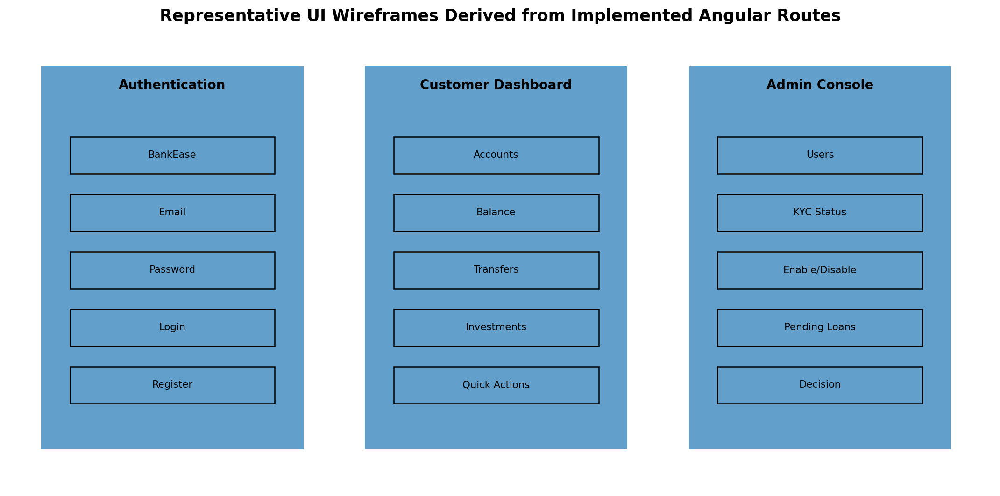 Representative UI Wireframes Derived from Implemented Angular Routes
Authentication
BankEase
Email
Password
Login
Register
Customer Dashboard
Accounts
Balance
Transfers
Investments
Quick Actions
Admin Console
Users
KYC Status
Enable/Disable
Pending Loans
Decision